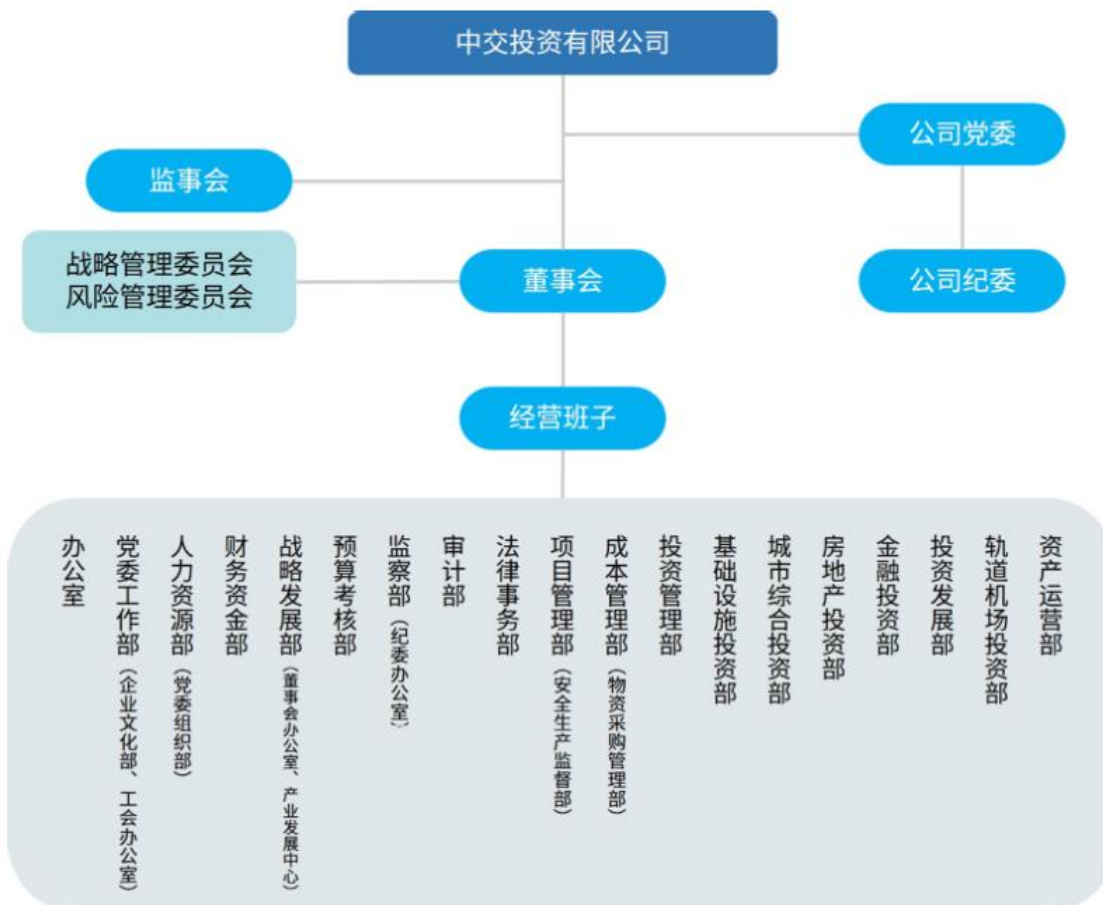 中交投资有限公司
公司党委
监事会
战略管理委员会
风险管理委员会
董事会
公司纪委
经营班子
办公室
党委工作部（企业文化部、工会办公室）
人力资源部（党委组织部）
财务资金部
战略发展部（董事会办公室、产业发展中心）
预算考核部
监察部（纪委办公室）
审计部
法律事务部
项目管理部（安全生产监督部）
成本管理部（物资采购管理部）
投资管理部
基础设施投资部
城市综合投资部
房地产投资部
金融投资部
投资发展部
轨道机场投资部
资产运营部